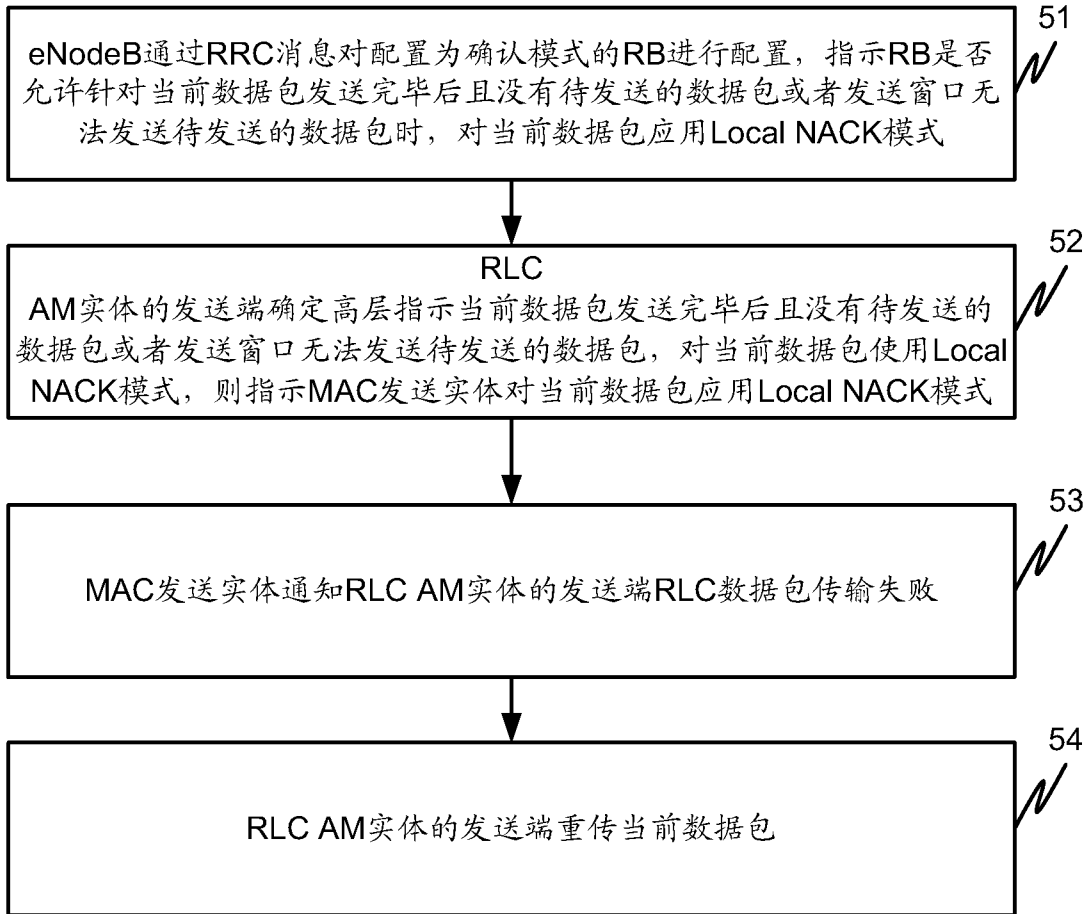 51
eNodeB通过RRC消息对配置为确认模式的RB进行配置，指示RB是否
允许针对当前数据包发送完毕后且没有待发送的数据包或者发送窗口无
法发送待发送的数据包时，对当前数据包应用Local NACK模式
52
RLC
AM实体的发送端确定高层指示当前数据包发送完毕后且没有待发送的
数据包或者发送窗口无法发送待发送的数据包，对当前数据包使用Local
NACK模式，则指示MAC发送实体对当前数据包应用Local NACK模式
53
MAC发送实体通知RLC AM实体的发送端RLC数据包传输失败
54
RLC AM实体的发送端重传当前数据包